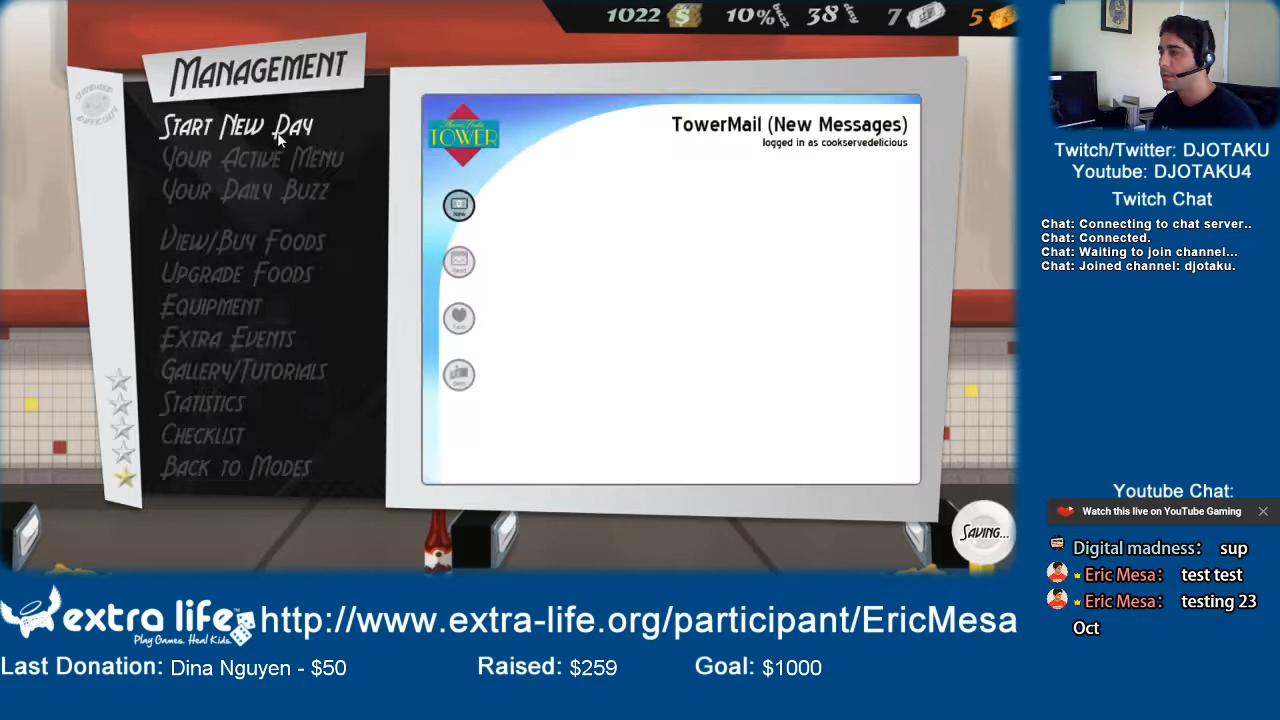 1022 10% buzz 38 day 7 5
MANAGEMENT
START NEW DAY
YOUR ACTIVE MENU
YOUR DAILY BUZZ
VIEW/BUY FOODS
UPGRADE FOODS
EQUIPMENT
EXTRA EVENTS
GALLERY/TUTORIALS
STATISTICS
CHECKLIST
BACK TO MODES
TOWER
TowerMail (New Messages)
logged in as cookservedelicious
New
SAVING...
Twitch/Twitter: DJOTAKU
Youtube: DJOTAKU4
Twitch Chat
Chat: Connecting to chat server..
Chat: Connected.
Chat: Waiting to join channel...
Chat: Joined channel: djotaku.
Youtube Chat:
Watch this live on YouTube Gaming
Digital madness: sup
Eric Mesa: test test
Eric Mesa: testing 23
Oct
extra life
Play Games. Heal Kids.
http://www.extra-life.org/participant/EricMesa
Last Donation: Dina Nguyen - $50 Raised: $259 Goal: $1000